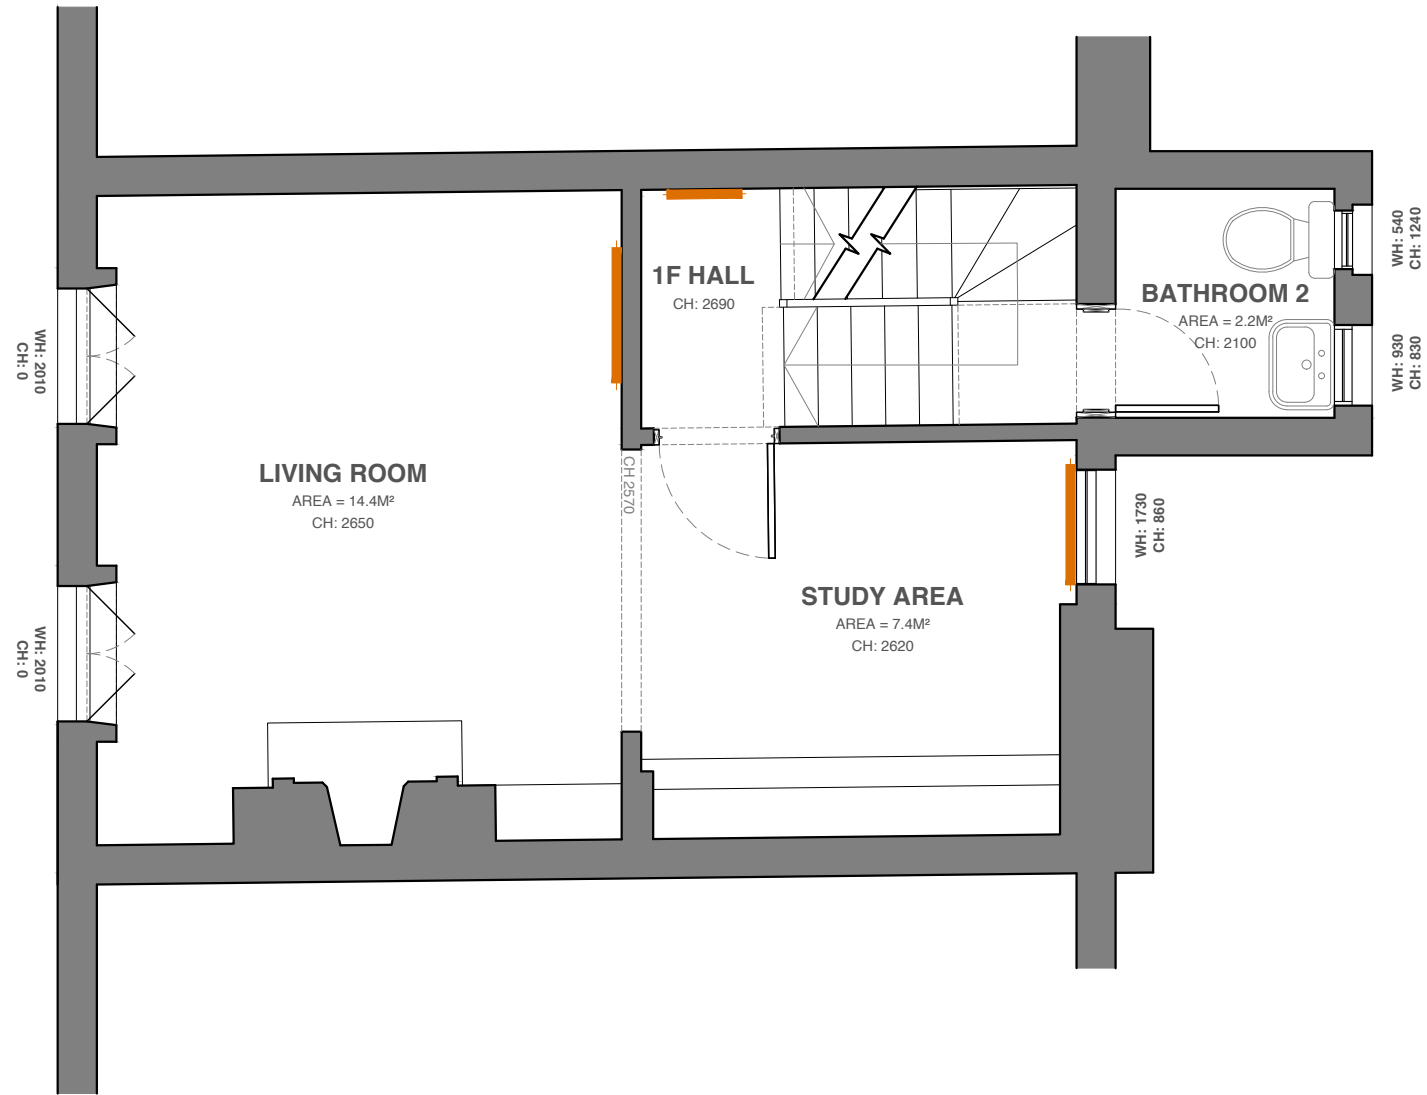 WH: 540
CH: 1240
1F HALL
CH: 2690
BATHROOM 2
AREA = 2.2M²
CH: 2100
WH: 2010
CH: 0
WH: 930
CH: 830
LIVING ROOM
AREA = 14.4M²
CH: 2650
CH 2570
WH: 1730
CH: 860
STUDY AREA
AREA = 7.4M²
CH: 2620
WH: 2010
CH: 0